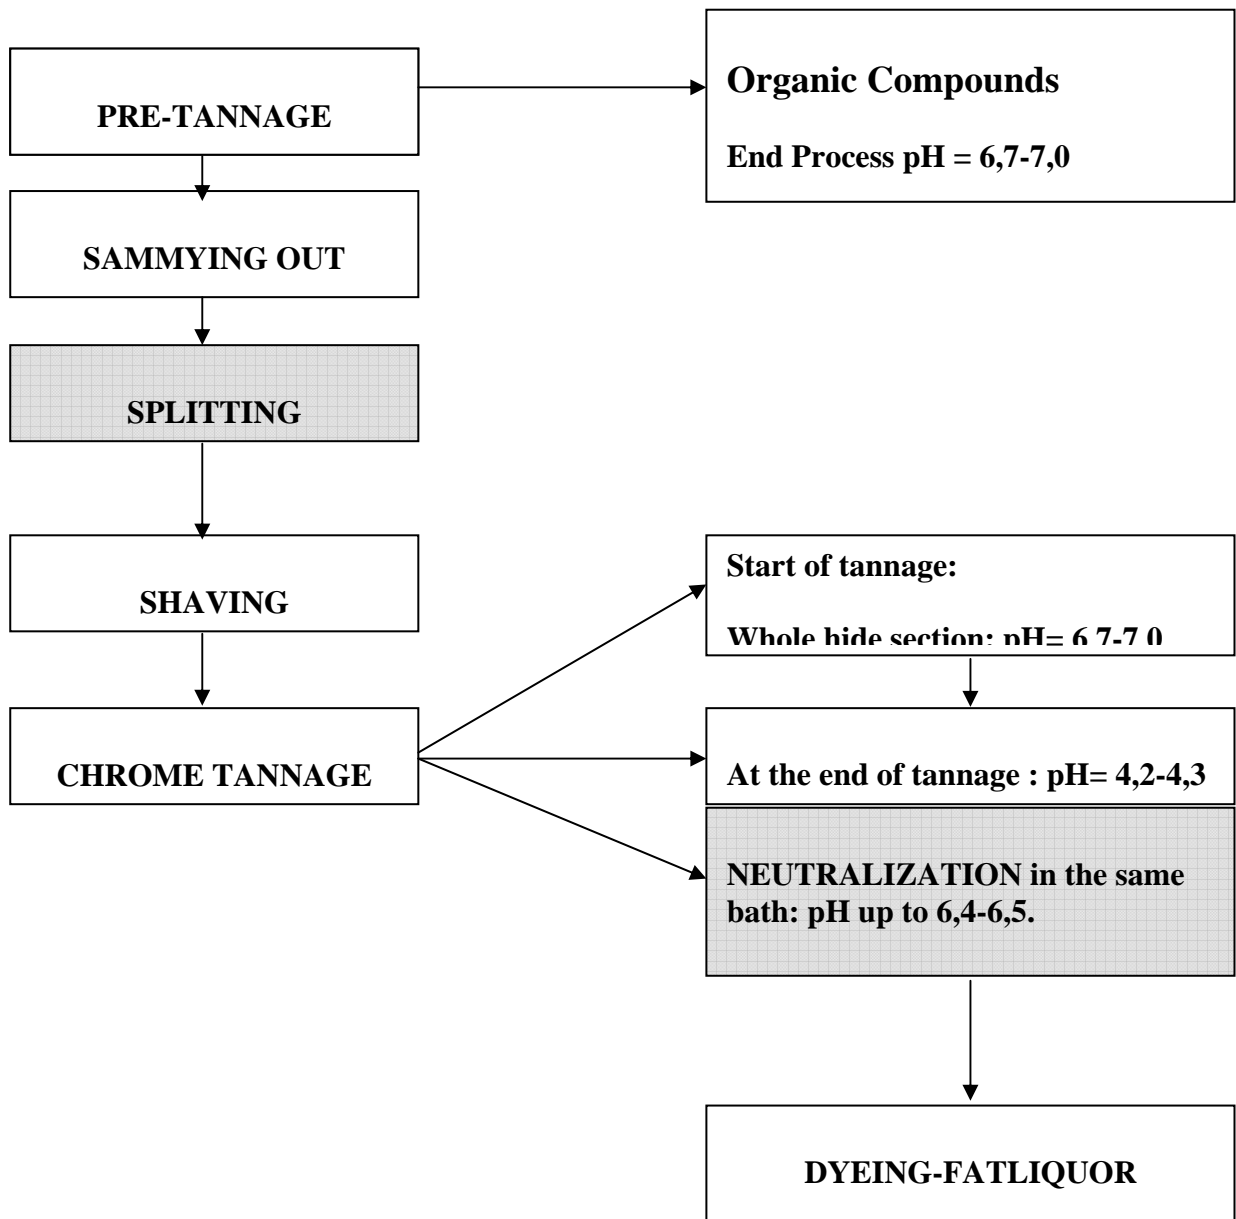 PRE-TANNAGE
Organic Compounds
End Process pH = 6,7-7,0
SAMMYING OUT
SPLITTING
SHAVING
CHROME TANNAGE
Start of tannage:
Whole hide section: pH= 6,7-7,0
At the end of tannage : pH= 4,2-4,3
NEUTRALIZATION in the same
bath: pH up to 6,4-6,5.
DYEING-FATLIQUOR